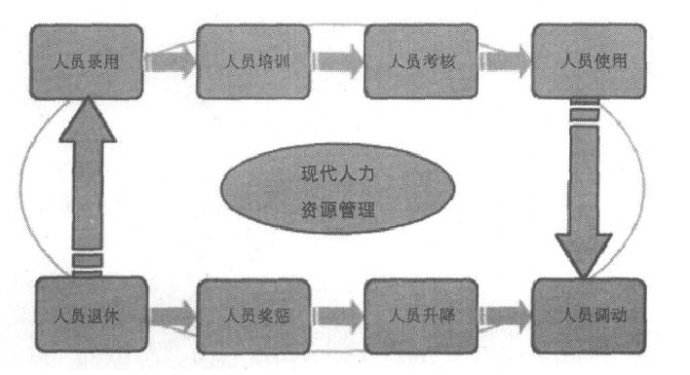 人员录用
人员培训
人员考核
人员使用
现代人力
资源管理
人员退休
人员奖惩
人员升降
人员调动